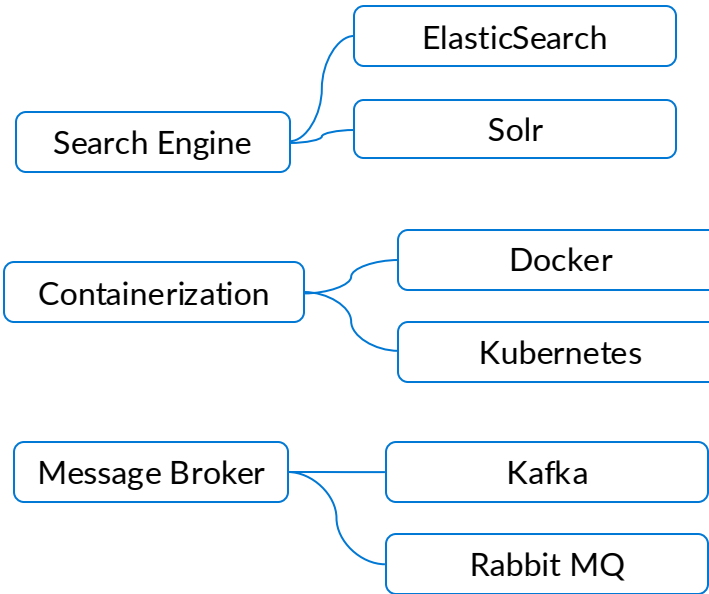 ElasticSearch
Solr
Search Engine
Docker
Containerization
Kubernetes
Message Broker
Kafka
Rabbit MQ